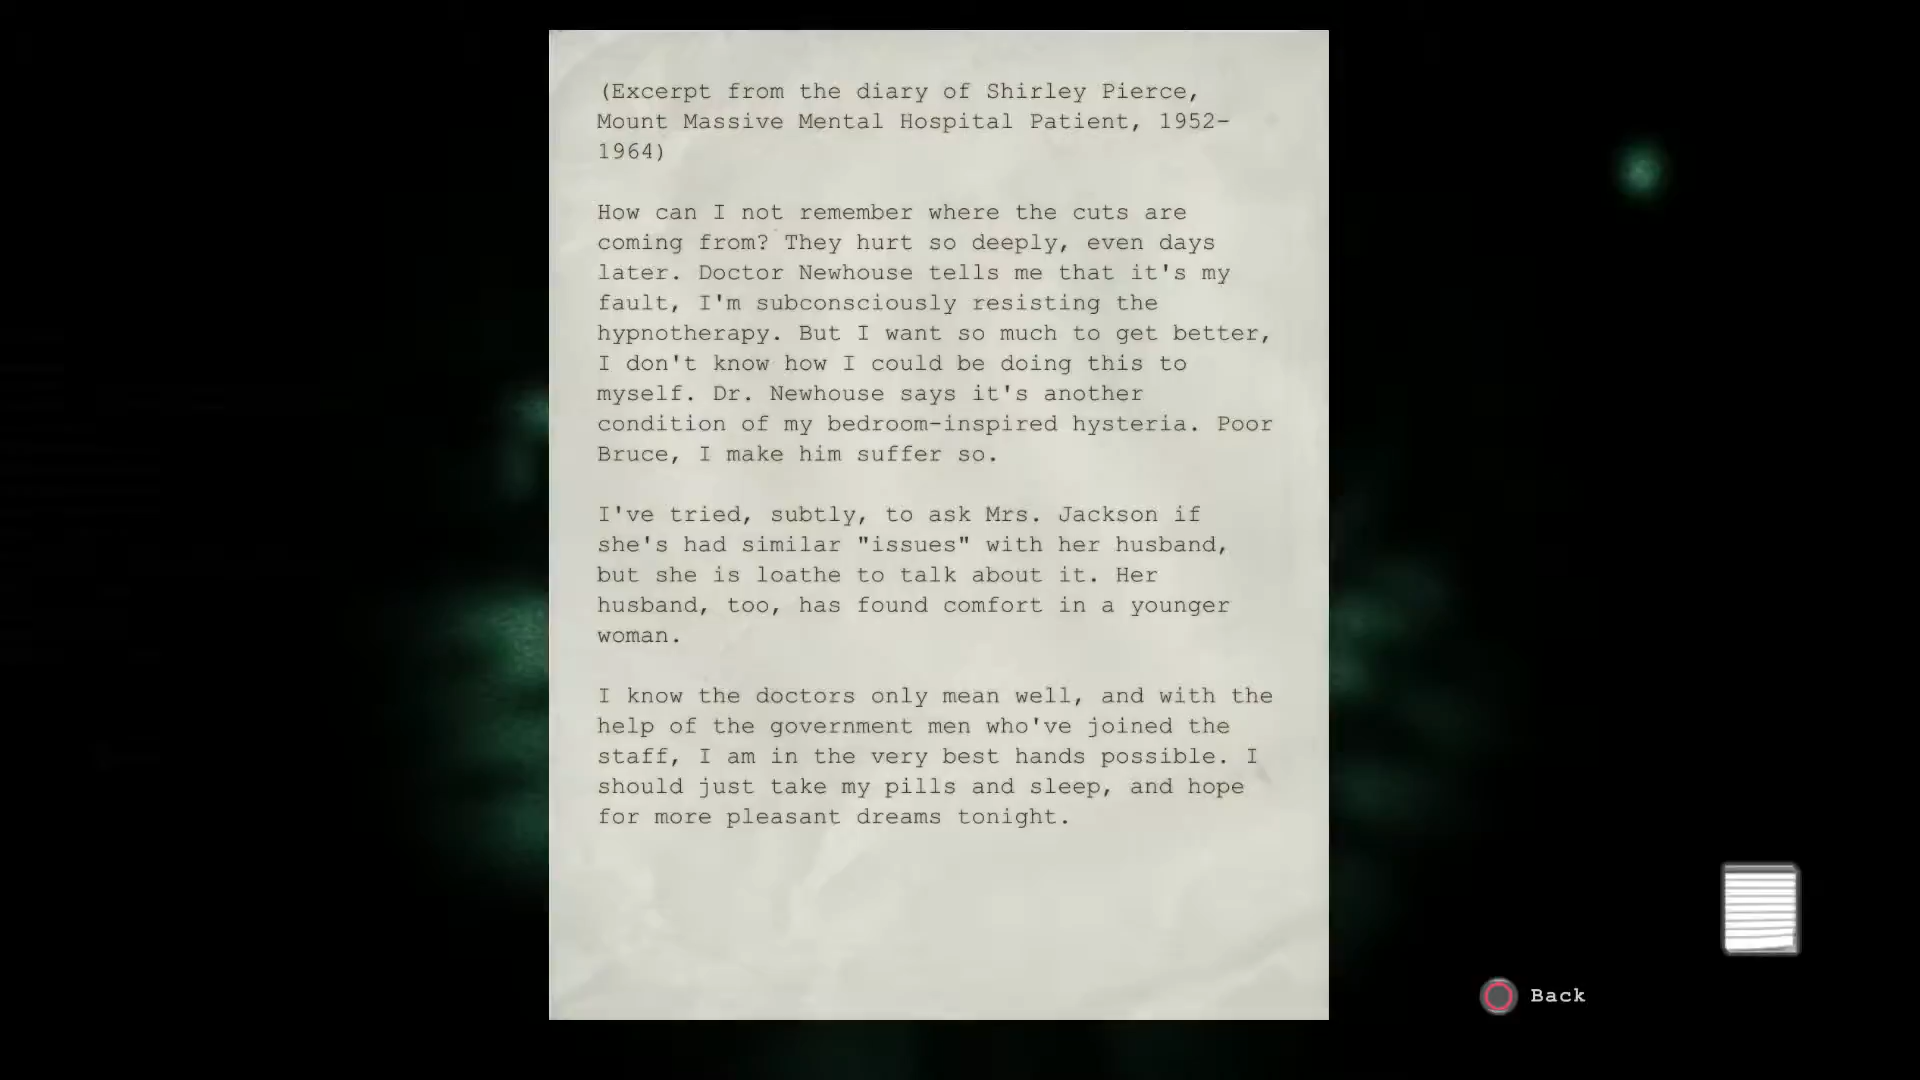 (Excerpt from the diary of Shirley Pierce,
Mount Massive Mental Hospital Patient, 1952-
1964)
How can I not remember where the cuts are
coming from? They hurt so deeply, even days
later. Doctor Newhouse tells me that it's my
fault, I'm subconsciously resisting the
hypnotherapy. But I want so much to get better,
I don't know how I could be doing this to
myself. Dr. Newhouse says it's another
condition of my bedroom-inspired hysteria. Poor
Bruce, I make him suffer so.
I've tried, subtly, to ask Mrs. Jackson if
she's had similar "issues" with her husband,
but she is loathe to talk about it. Her
husband, too, has found comfort in a younger
woman.
I know the doctors only mean well, and with the
help of the government men who've joined the
staff, I am in the very best hands possible. I
should just take my pills and sleep, and hope
for more pleasant dreams tonight.
Back